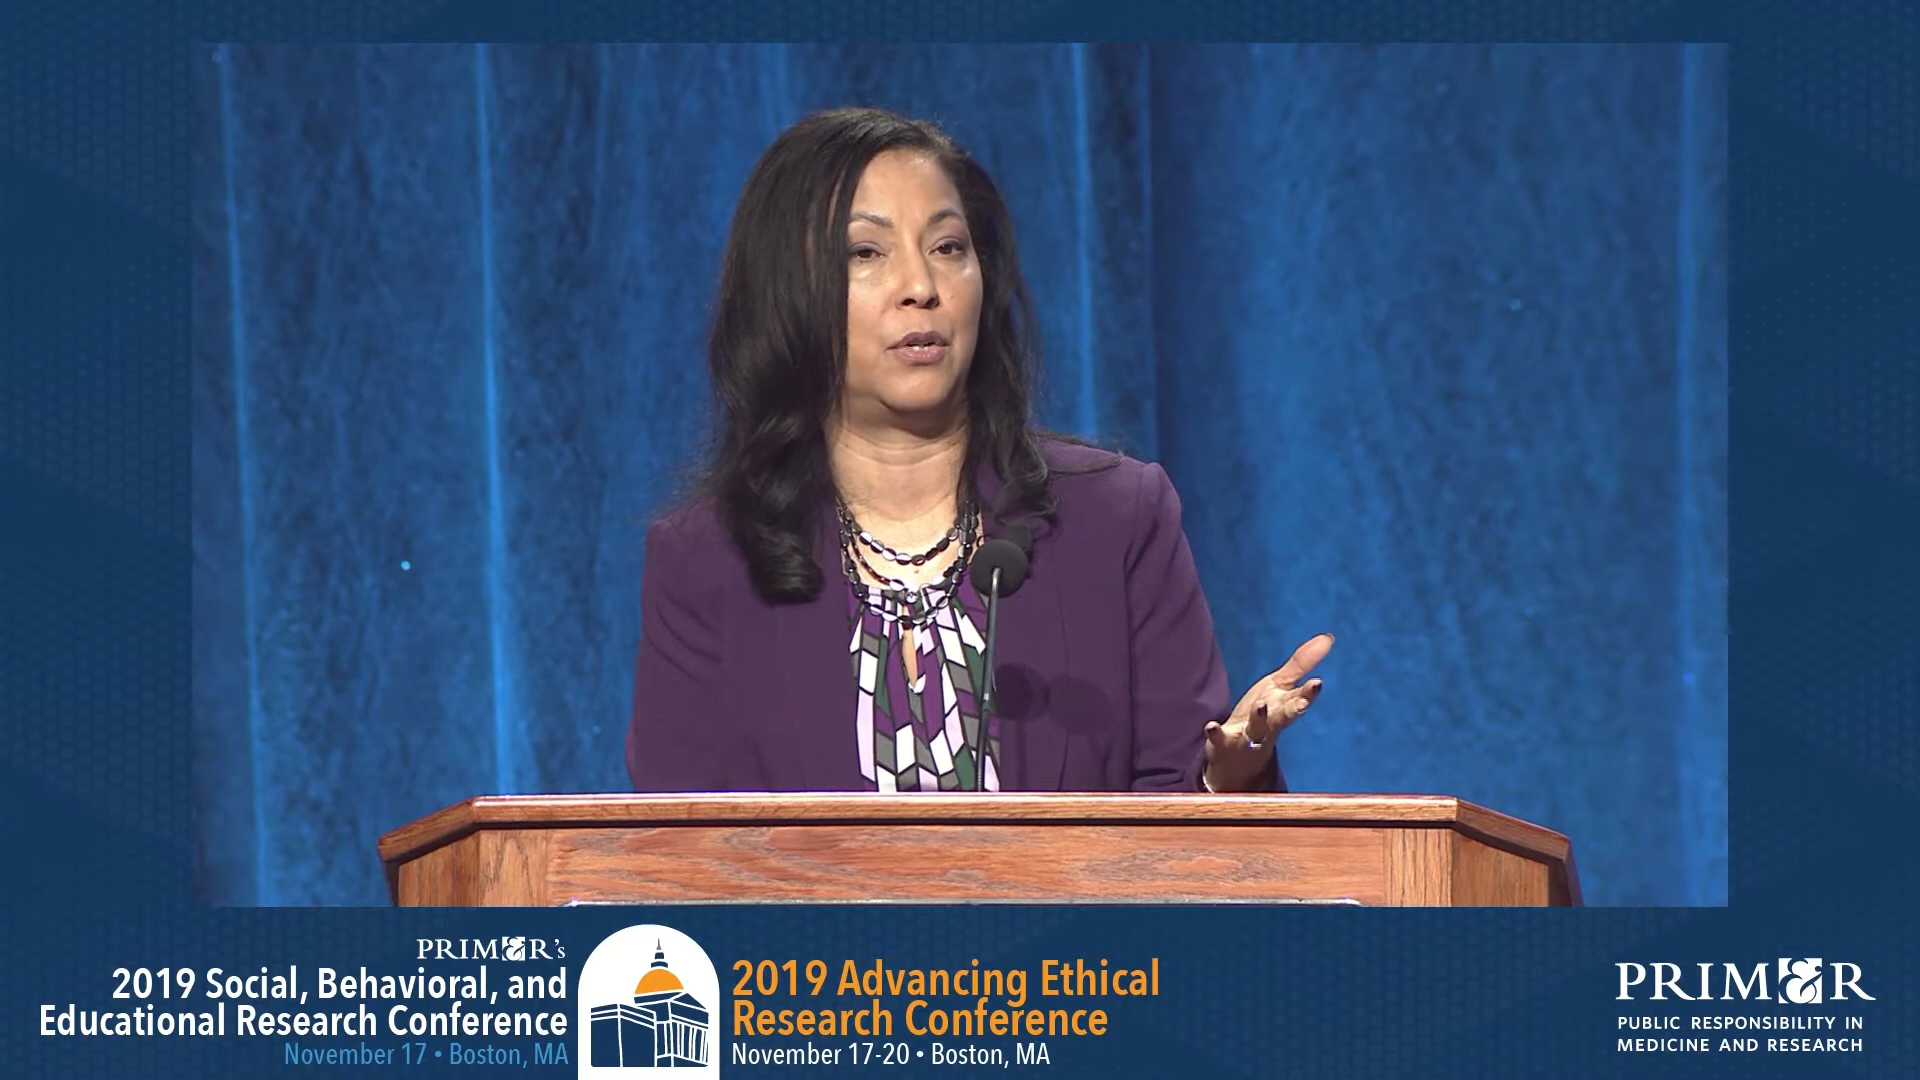 PRIM&R's
2019 Social, Behavioral, and
Educational Research Conference
November 17 • Boston, MA
2019 Advancing Ethical
Research Conference
November 17-20 • Boston, MA
PRIM&R
PUBLIC RESPONSIBILITY IN
MEDICINE AND RESEARCH